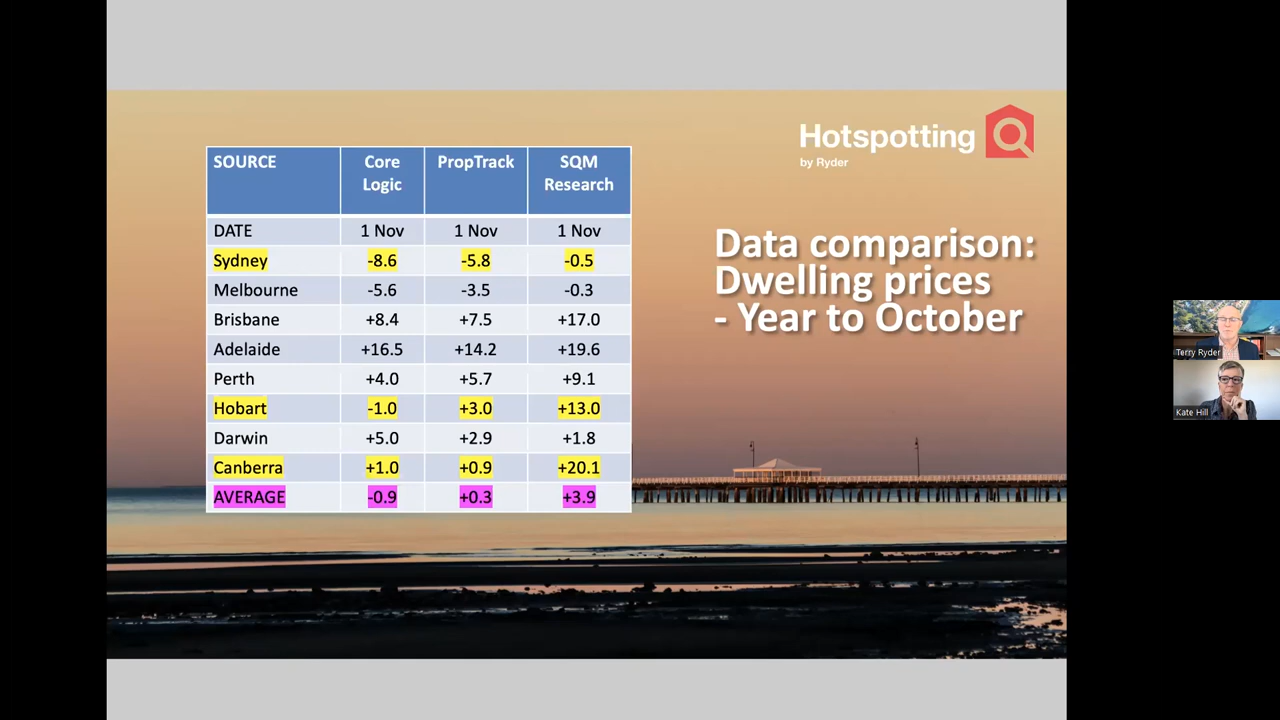 Hotspotting
by Ryder
SOURCE Core Logic PropTrack SQM Research
DATE 1 Nov 1 Nov 1 Nov
Sydney -8.6 -5.8 -0.5
Melbourne -5.6 -3.5 -0.3
Brisbane +8.4 +7.5 +17.0
Adelaide +16.5 +14.2 +19.6
Perth +4.0 +5.7 +9.1
Hobart -1.0 +3.0 +13.0
Darwin +5.0 +2.9 +1.8
Canberra +1.0 +0.9 +20.1
AVERAGE -0.9 +0.3 +3.9
Data comparison:
Dwelling prices
- Year to October
Terry Ryder
Kate Hill